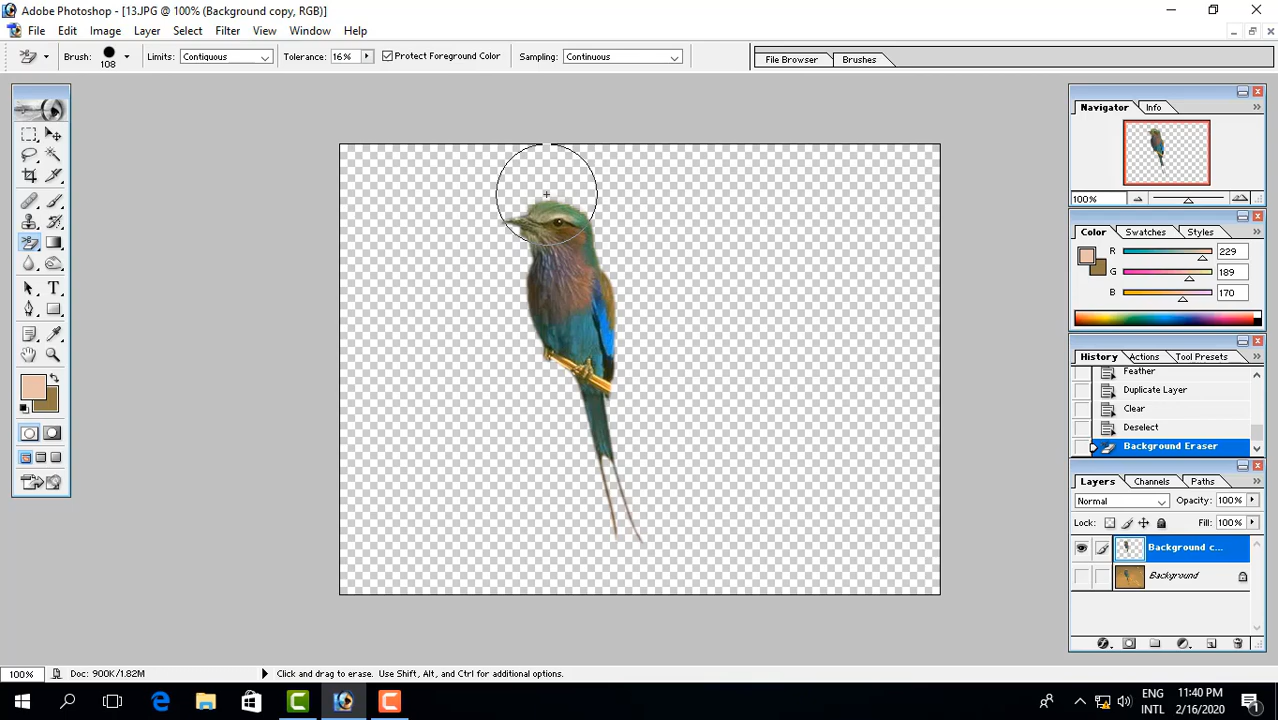 Adobe Photoshop - [13.JPG @ 100% (Background copy, RGB)]
File Edit Image Layer Select Filter View Window Help
Brush: 108 Limits: Contiguous Tolerance: 16% Protect Foreground Color Sampling: Continuous File Browser Brushes
Navigator Info
100%
Color Swatches Styles
R 229
G 189
B 170
History Actions Tool Presets
Feather
Duplicate Layer
Clear
Deselect
Background Eraser
Layers Channels Paths
Normal Opacity: 100%
Lock: Fill: 100%
Background c...
Background
100% Doc: 900K/1.82M Click and drag to erase. Use Shift, Alt, and Ctrl for additional options.
ENG 11:40 PM
INTL 2/16/2020
1